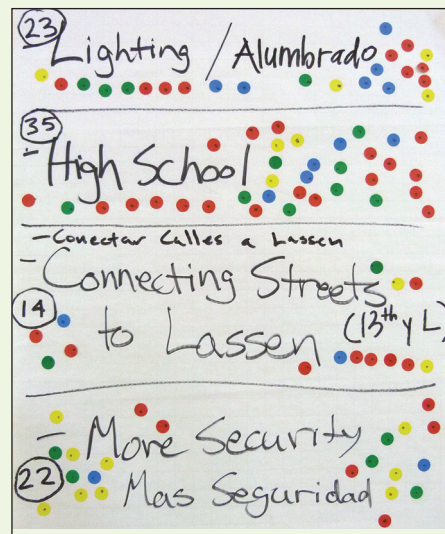 23
- Lighting / Alumbrado
35
- High School
- Conectar Calles a Lassen
- Connecting Streets
14 to Lassen (13th y L)
- More Security
22 Mas Seguridad